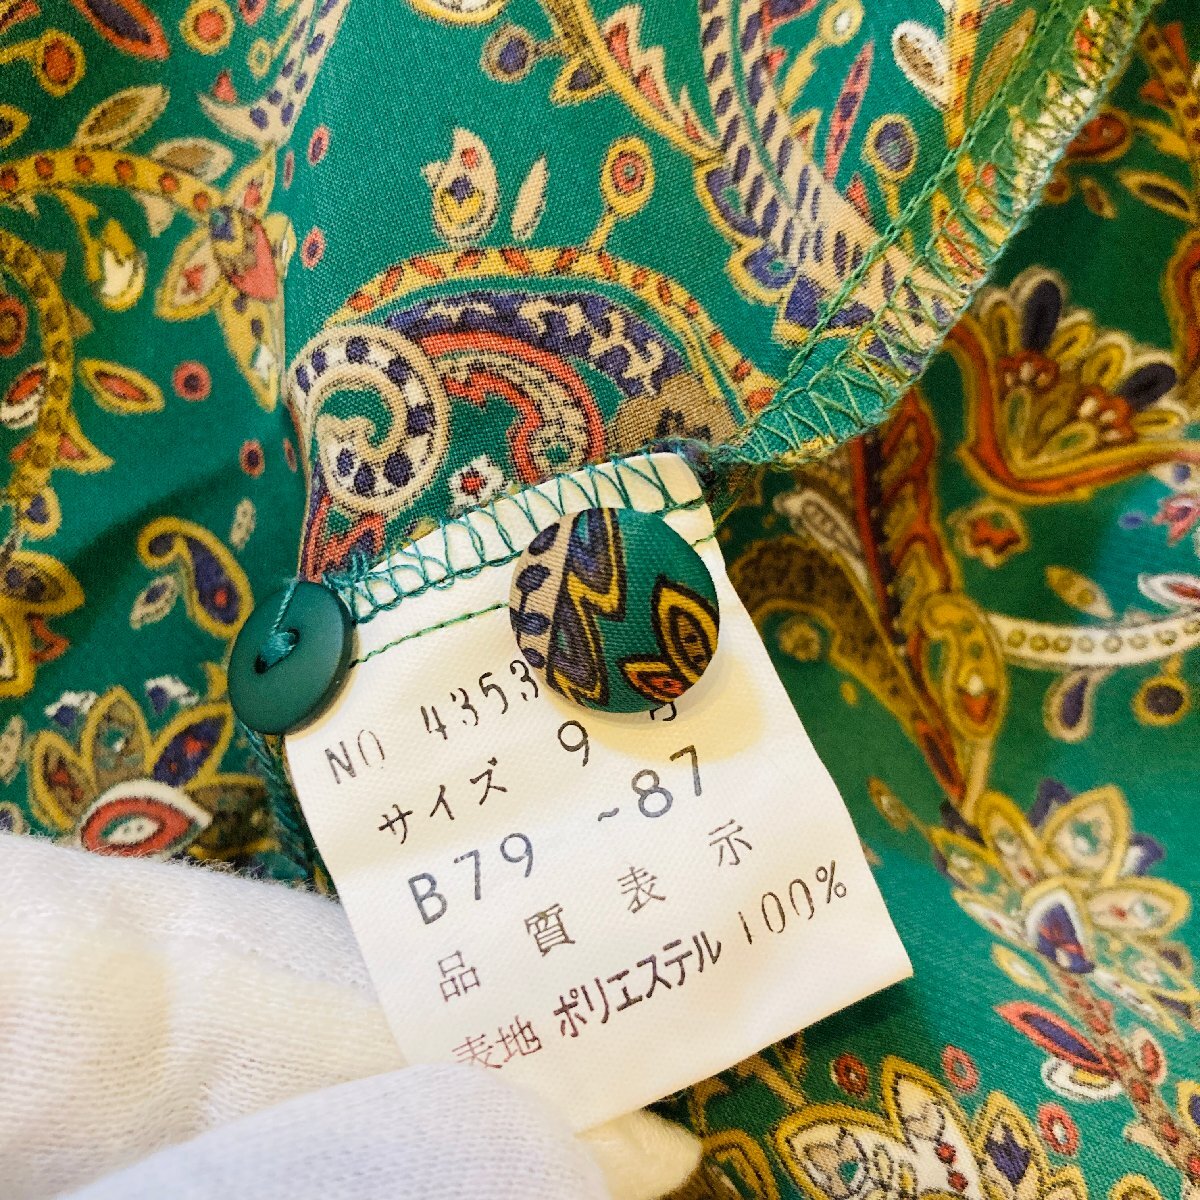 NO 4353
サイズ 9
B79 ~87
品質表示
表地 ポリエステル 100%